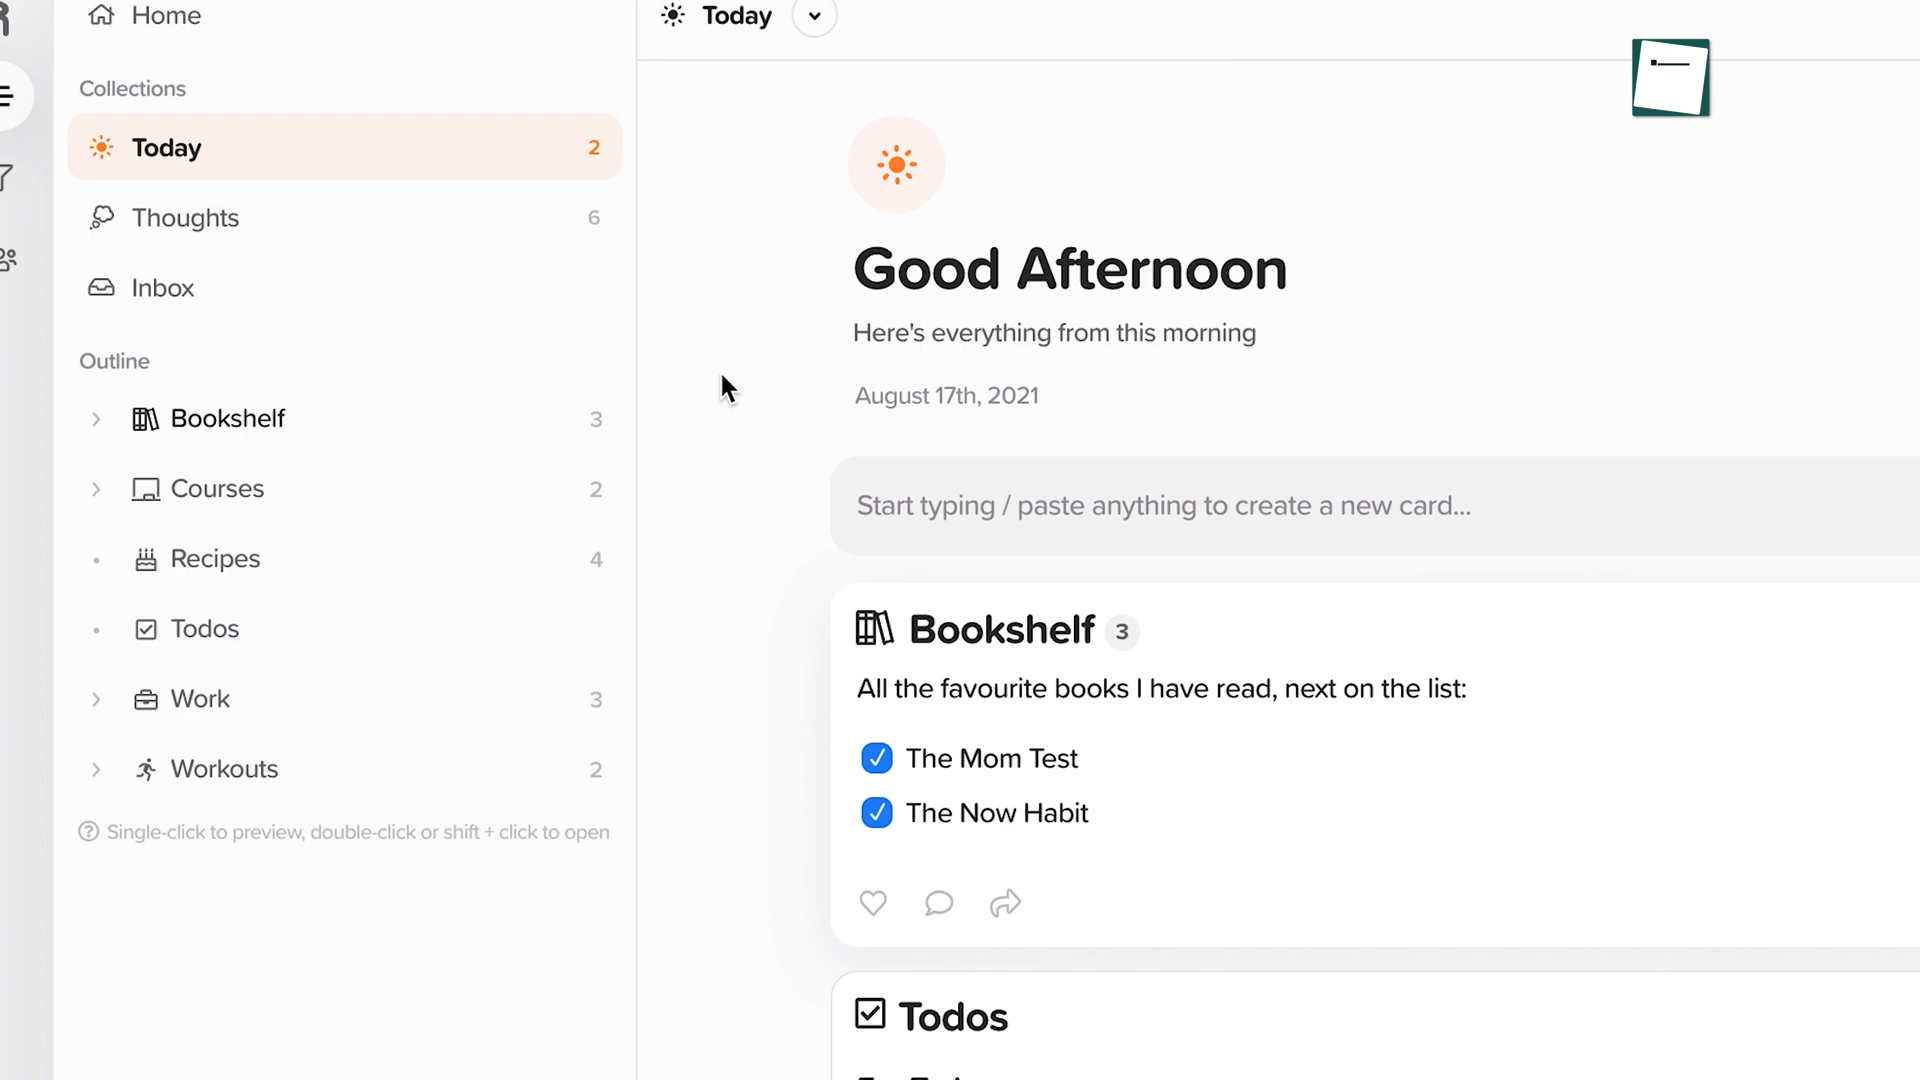 Home
Collections
Today 2
Thoughts 6
Inbox
Outline
Bookshelf 3
Courses 2
Recipes 4
Todos
Work 3
Workouts 2
Single-click to preview, double-click or shift + click to open
Today
Good Afternoon
Here's everything from this morning
August 17th, 2021
Start typing / paste anything to create a new card...
Bookshelf 3
All the favourite books I have read, next on the list:
The Mom Test
The Now Habit
Todos